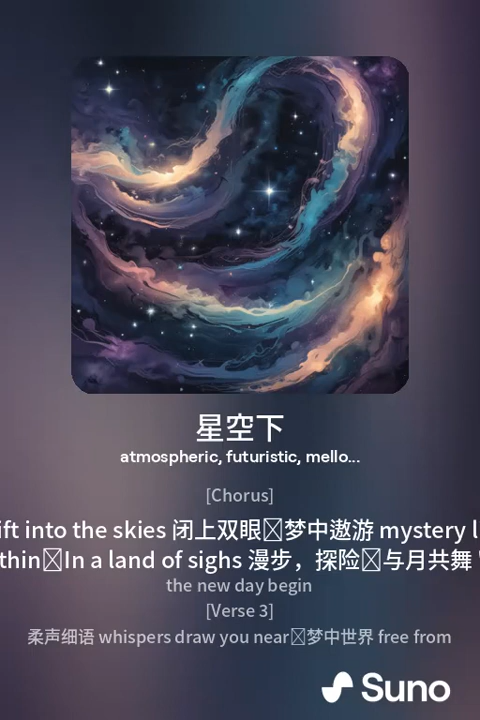 星空下
atmospheric, futuristic, mello...
[Chorus]
ift into the skies 闭上双眼☒梦中遨游 mystery l
thin☒In a land of sighs 漫步，探险☒与月共舞 '
the new day begin
[Verse 3]
柔声细语 whispers draw you near☒梦中世界 free from
Suno